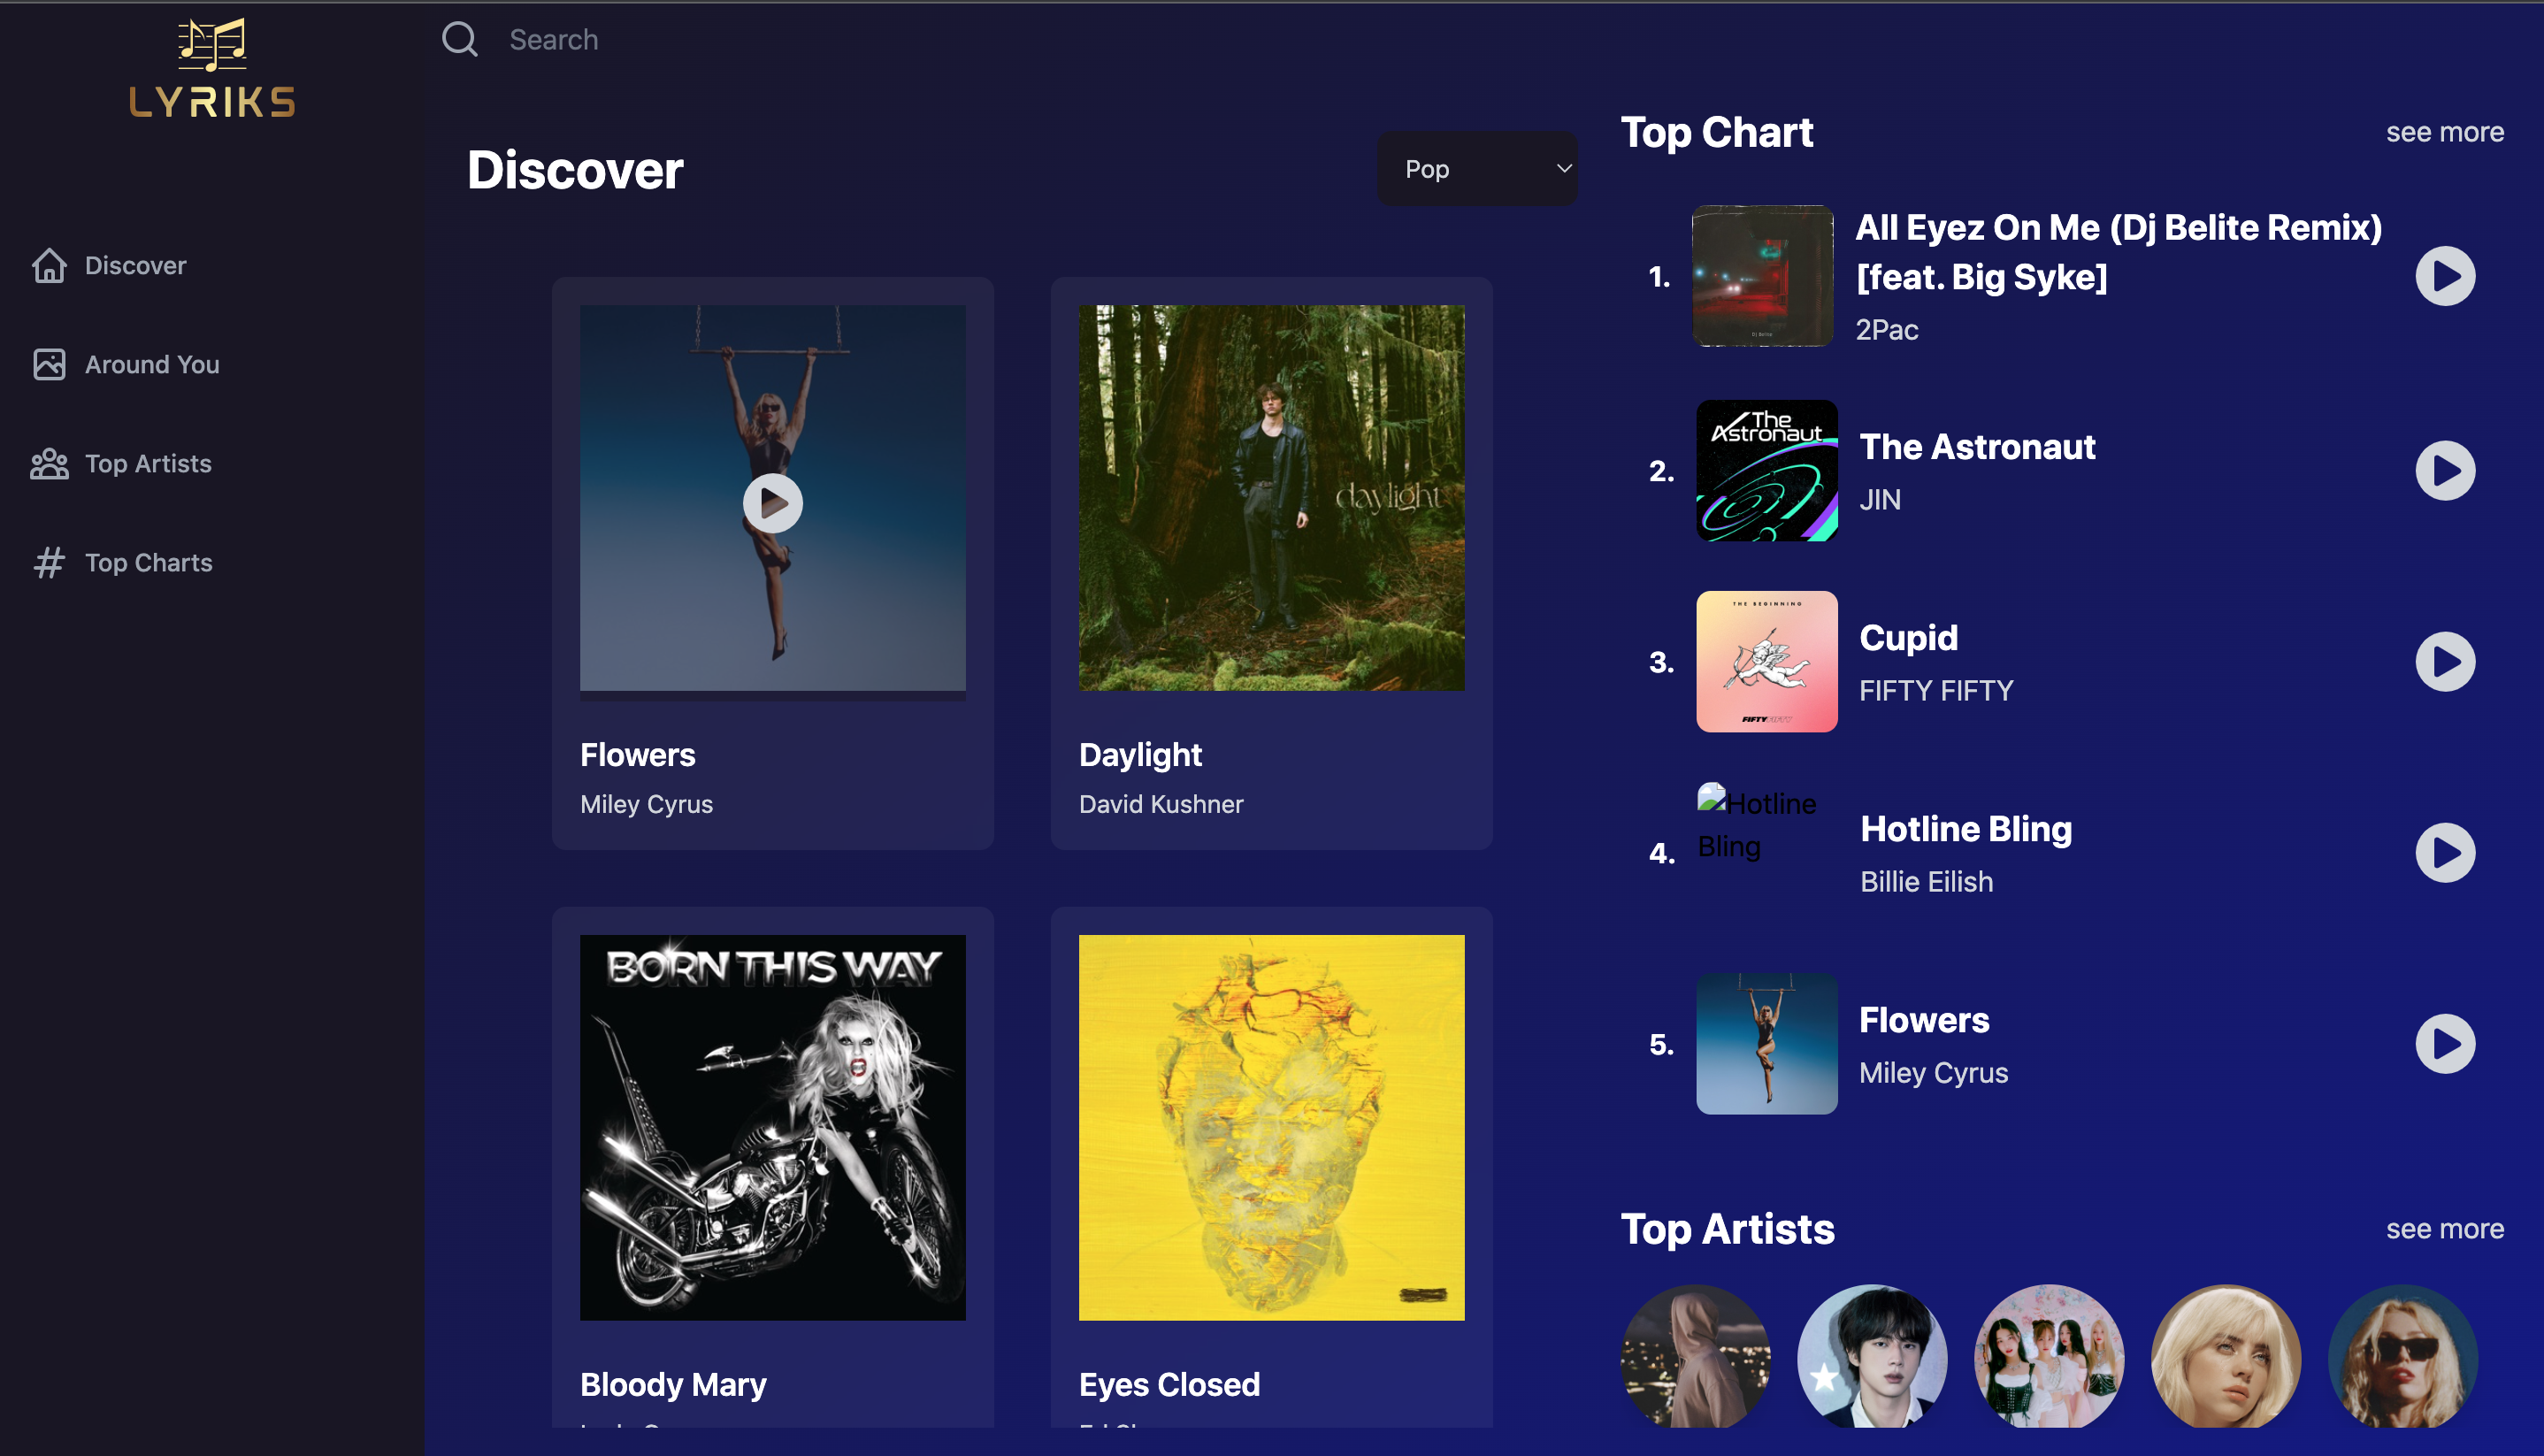 LYRIKS
Search
Discover
Around You
Top Artists
Top Charts
Discover
Pop
daylight
Flowers
Miley Cyrus
Daylight
David Kushner
BORN THIS WAY
Bloody Mary
Eyes Closed
Top Chart
see more
1.
All Eyez On Me (Dj Belite Remix)
[feat. Big Syke]
2Pac
Dj Belite
2.
The
Astronaut
The Astronaut
JIN
3.
THE BEGINNING
FIFTYFIFTY
Cupid
FIFTY FIFTY
4.
Hotline
Bling
Hotline Bling
Billie Eilish
5.
Flowers
Miley Cyrus
Top Artists
see more